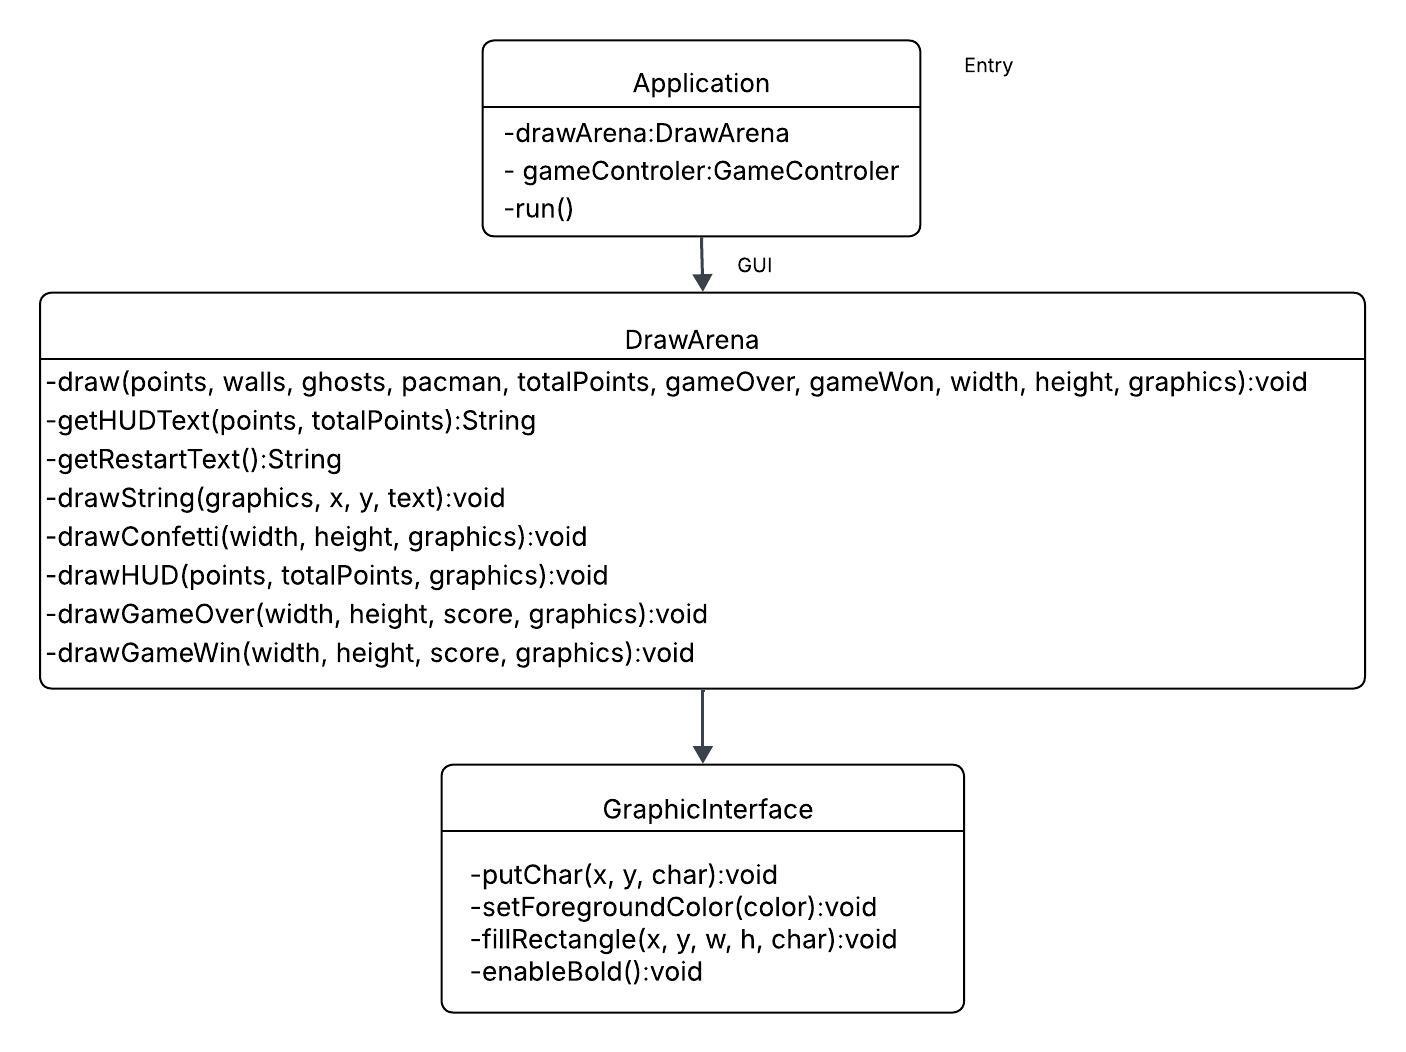 Application
Entry
-drawArena:DrawArena
- gameControler:GameControler
-run()
GUI
DrawArena
-draw(points, walls, ghosts, pacman, totalPoints, gameOver, gameWon, width, height, graphics):void
-getHUDText(points, totalPoints):String
-getRestartText():String
-drawString(graphics, x, y, text):void
-drawConfetti(width, height, graphics):void
-drawHUD(points, totalPoints, graphics):void
-drawGameOver(width, height, score, graphics):void
-drawGameWin(width, height, score, graphics):void
GraphicInterface
-putChar(x, y, char):void
-setForegroundColor(color):void
-fillRectangle(x, y, w, h, char):void
-enableBold():void